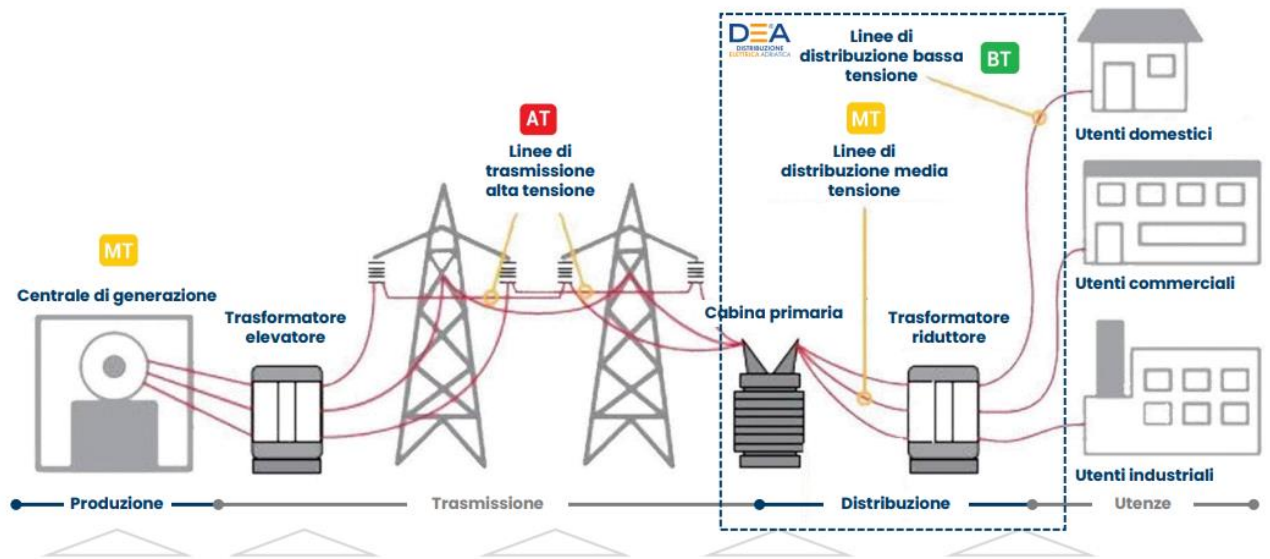 DEA
DISTRIBUZIONE
ELETTRICA ADRIATICA
Linee di
distribuzione bassa
tensione
BT
AT
Linee di
trasmissione
alta tensione
MT
Linee di
distribuzione media
tensione
Utenti domestici
MT
Centrale di generazione
Trasformatore
elevatore
Cabina primaria
Trasformatore
riduttore
Utenti commerciali
Utenti industriali
Produzione
Trasmissione
Distribuzione
Utenze